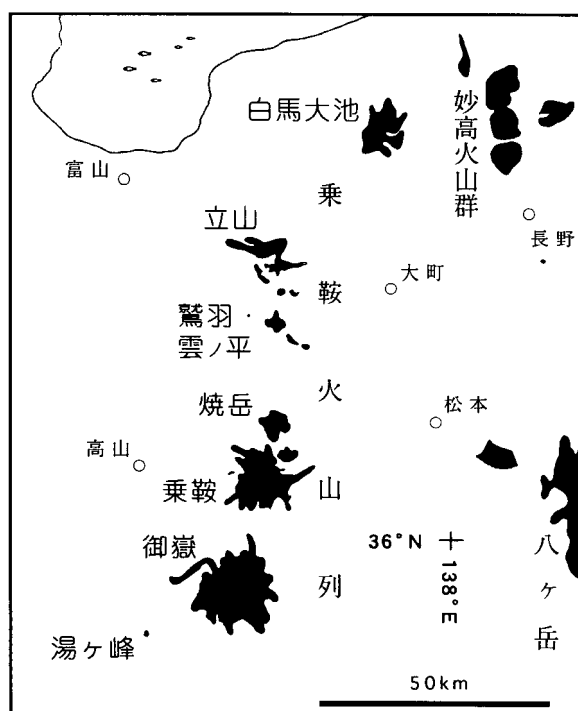 白馬大池
妙高火山群
富山
乗鞍火山列
長野
立山
大町
鷲羽・
雲ノ平
焼岳
松本
高山
乗鞍
御嶽
36°N
138°E
八ヶ岳
湯ヶ峰
50km